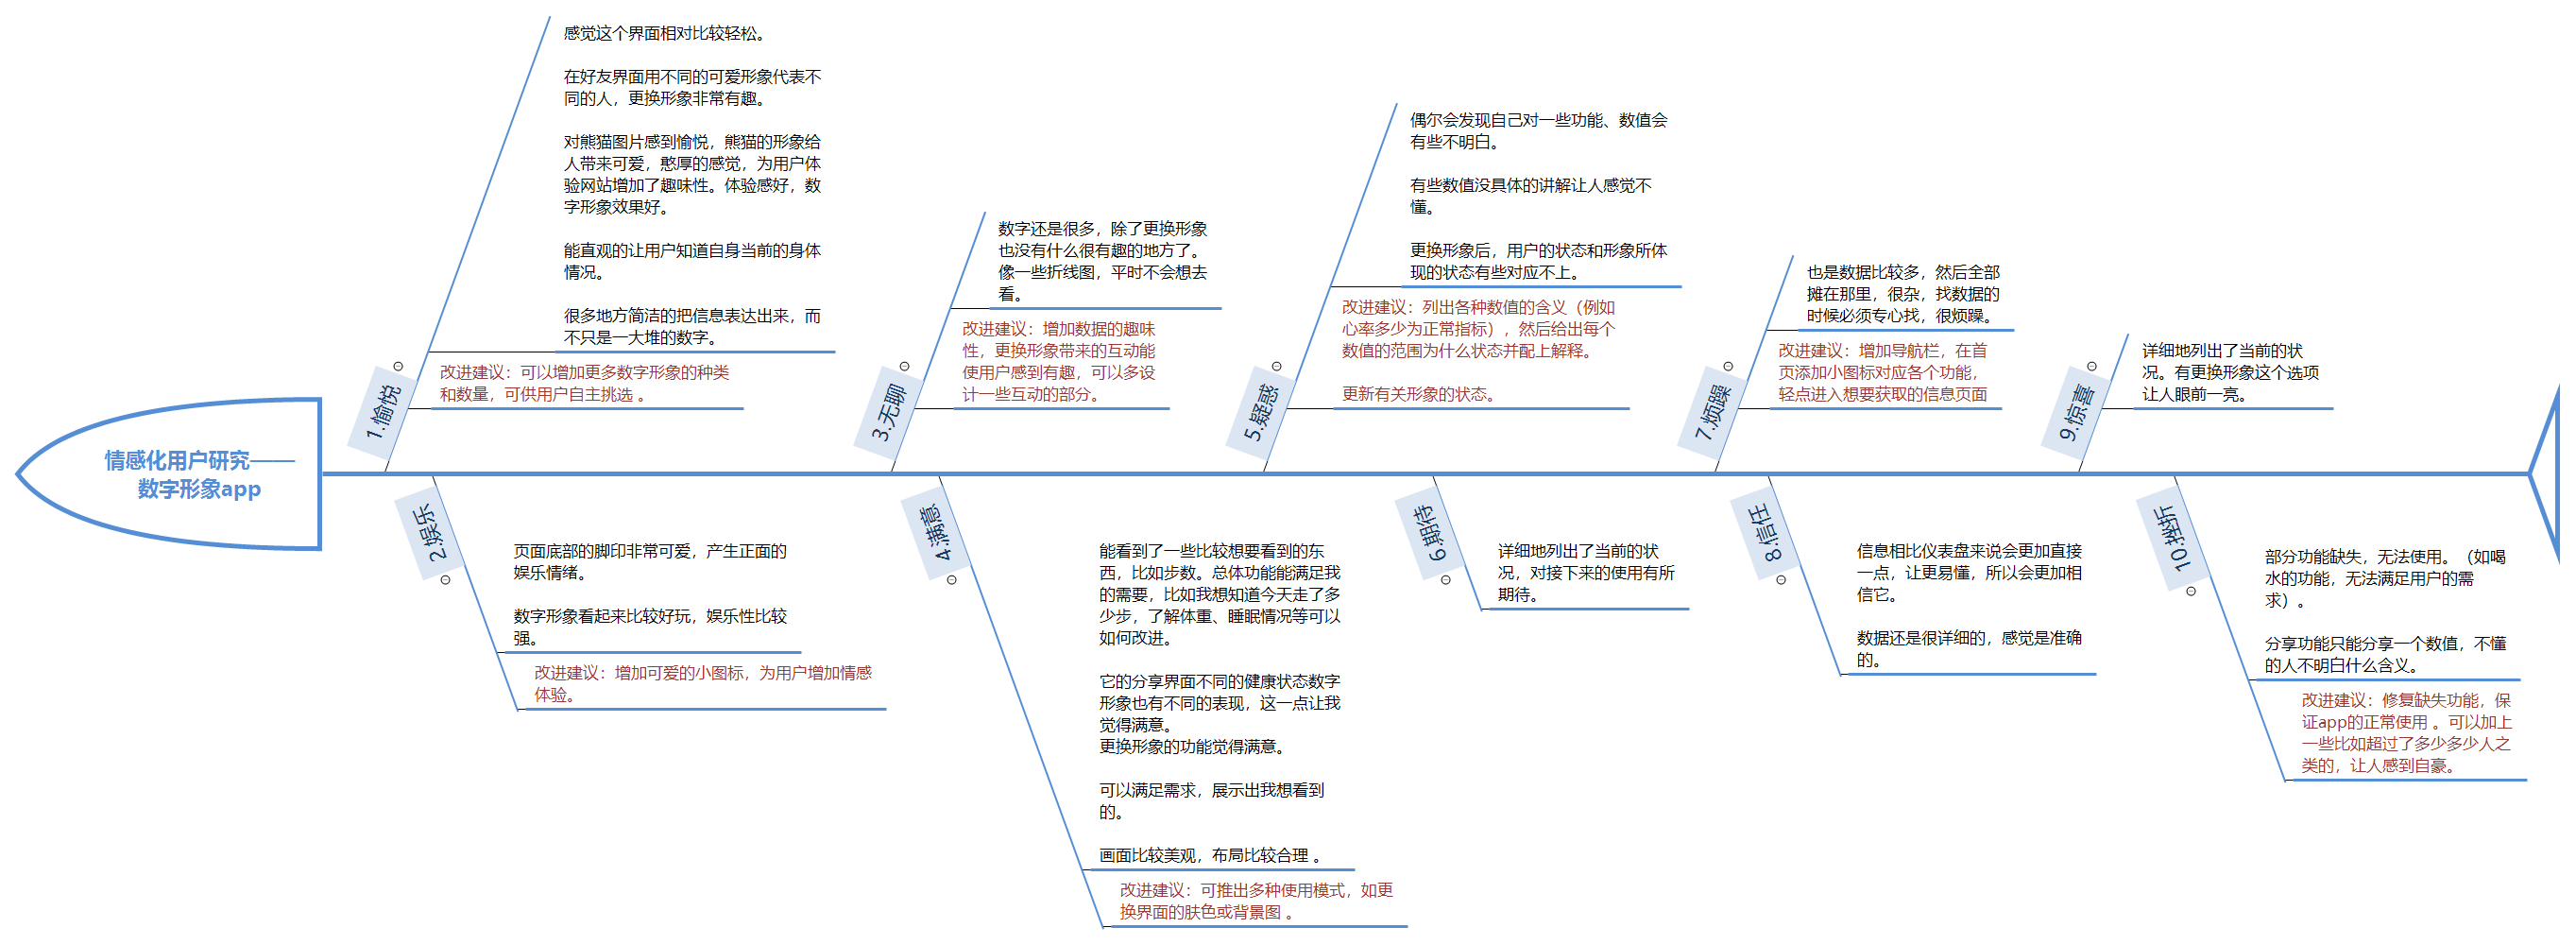 情感化用户研究——
数字形象app
1.愉悦
感觉这个界面相对比较轻松。
在好友界面用不同的可爱形象代表不
同的人，更换形象非常有趣。
对熊猫图片感到愉悦，熊猫的形象给
人带来可爱，憨厚的感觉，为用户体
验网站增加了趣味性。体验感好，数
字形象效果好。
能直观的让用户知道自身当前的身体
情况。
很多地方简洁的把信息表达出来，而
不只是一大堆的数字。
改进建议：可以增加更多数字形象的种类
和数量，可供用户自主挑选 。
2.娱乐
页面底部的脚印非常可爱，产生正面的
娱乐情绪。
数字形象看起来比较好玩，娱乐性比较
强。
改进建议：增加可爱的小图标，为用户增加情感
体验。
3.无聊
数字还是很多，除了更换形象
也没有什么很有趣的地方了。
像一些折线图，平时不会想去
看。
改进建议：增加数据的趣味
性，更换形象带来的互动能
使用户感到有趣，可以多设
计一些互动的部分。
4.满意
能看到了一些比较想要看到的东
西，比如步数。总体功能能满足我
的需要，比如我想知道今天走了多
少步，了解体重、睡眠情况等可以
如何改进。
它的分享界面不同的健康状态数字
形象也有不同的表现，这一点让我
觉得满意。
更换形象的功能觉得满意。
可以满足需求，展示出我想看到
的。
画面比较美观，布局比较合理 。
改进建议：可推出多种使用模式，如更
换界面的肤色或背景图 。
5.疑惑
偶尔会发现自己对一些功能、数值会
有些不明白。
有些数值没具体的讲解让人感觉不
懂。
更换形象后，用户的状态和形象所体
现的状态有些对应不上。
改进建议：列出各种数值的含义（例如
心率多少为正常指标），然后给出每个
数值的范围为什么状态并配上解释。
更新有关形象的状态。
6.期待
详细地列出了当前的状
况，对接下来的使用有所
期待。
7.烦躁
也是数据比较多，然后全部
摊在那里，很杂，找数据的
时候必须专心找，很烦躁。
改进建议：增加导航栏，在首
页添加小图标对应各个功能，
轻点进入想要获取的信息页面
8.信任
信息相比仪表盘来说会更加直接
一点，让更易懂，所以会更加相
信它。
数据还是很详细的，感觉是准确
的。
9.惊喜
详细地列出了当前的状
况。有更换形象这个选项
让人眼前一亮。
10.挫折
部分功能缺失，无法使用。（如喝
水的功能，无法满足用户的需
求）。
分享功能只能分享一个数值，不懂
的人不明白什么含义。
改进建议：修复缺失功能，保
证app的正常使用 。可以加上
一些比如超过了多少多少人之
类的，让人感到自豪。